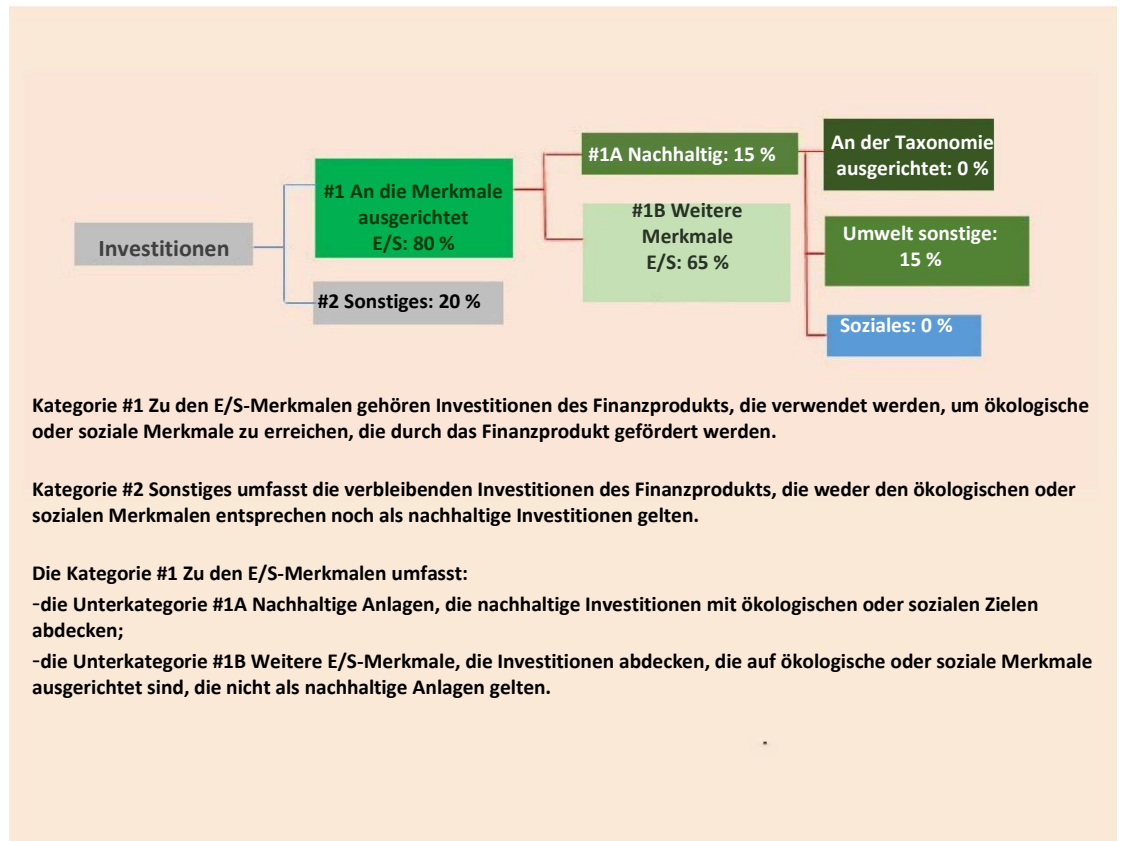 Investitionen
#1 An die Merkmale
ausgerichtet
E/S: 80 %
#2 Sonstiges: 20 %
#1A Nachhaltig: 15 %
#1B Weitere
Merkmale
E/S: 65 %
An der Taxonomie
ausgerichtet: 0 %
Umwelt sonstige:
15 %
Soziales: 0 %
Kategorie #1 Zu den E/S-Merkmalen gehören Investitionen des Finanzprodukts, die verwendet werden, um ökologische
oder soziale Merkmale zu erreichen, die durch das Finanzprodukt gefördert werden.
Kategorie #2 Sonstiges umfasst die verbleibenden Investitionen des Finanzprodukts, die weder den ökologischen oder
sozialen Merkmalen entsprechen noch als nachhaltige Investitionen gelten.
Die Kategorie #1 Zu den E/S-Merkmalen umfasst:
-die Unterkategorie #1A Nachhaltige Anlagen, die nachhaltige Investitionen mit ökologischen oder sozialen Zielen
abdecken;
-die Unterkategorie #1B Weitere E/S-Merkmale, die Investitionen abdecken, die auf ökologische oder soziale Merkmale
ausgerichtet sind, die nicht als nachhaltige Anlagen gelten.